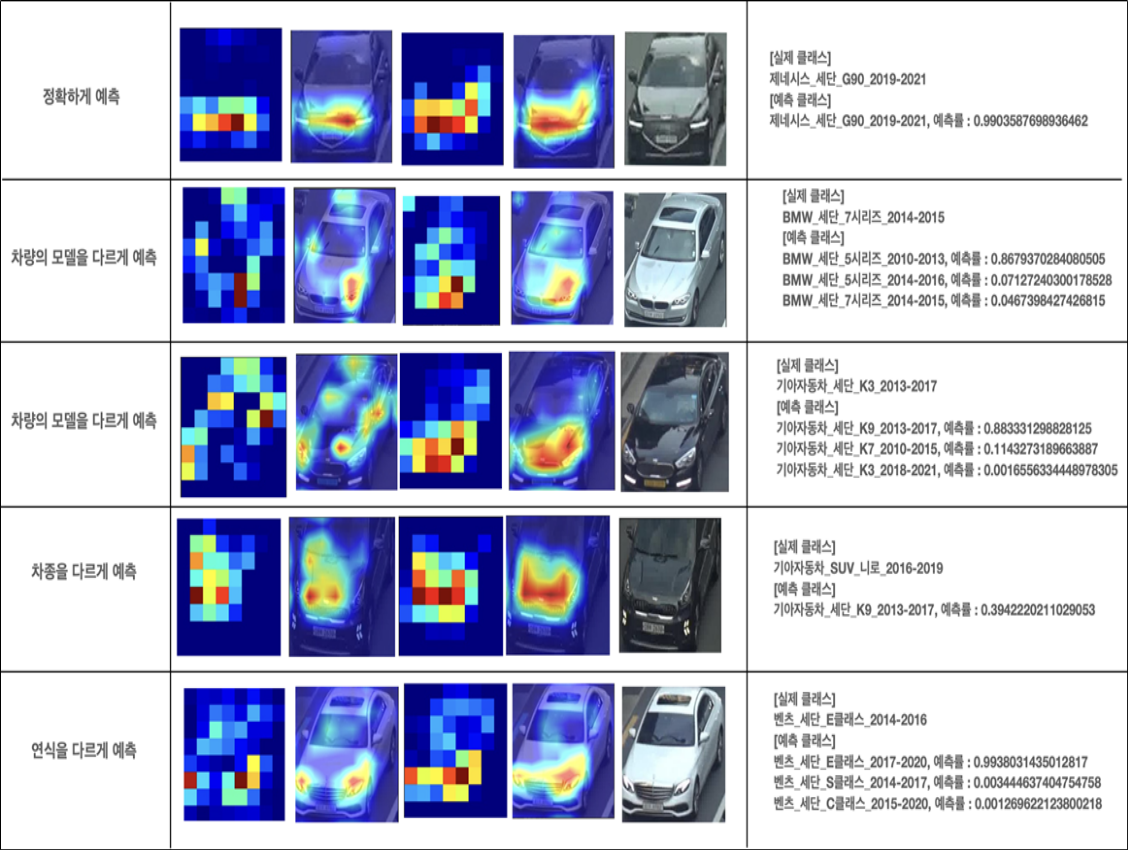 정확하게 예측
[실제 클래스]
제네시스_세단_G90_2019-2021
[예측 클래스]
제네시스_세단_G90_2019-2021, 예측률 : 0.9903587698936462
차량의 모델을 다르게 예측
[실제 클래스]
BMW_세단_7시리즈_2014-2015
[예측 클래스]
BMW_세단_5시리즈_2010-2013, 예측률 : 0.8679370284080505
BMW_세단_5시리즈_2014-2016, 예측률 : 0.07127240300178528
BMW_세단_7시리즈_2014-2015, 예측률 : 0.0467398427426815
차량의 모델을 다르게 예측
[실제 클래스]
기아자동차_세단_K3_2013-2017
[예측 클래스]
기아자동차_세단_K9_2013-2017, 예측률 : 0.883331298828125
기아자동차_세단_K7_2010-2015, 예측률 : 0.11432731896638​87
기아자동차_세단_K3_2018-2021, 예측률 : 0.0016556334448978305
차종을 다르게 예측
[실제 클래스]
기아자동차_SUV_니로_2016-2019
[예측 클래스]
기아자동차_세단_K9_2013-2017, 예측률 : 0.3942220211029053
연식을 다르게 예측
[실제 클래스]
벤츠_세단_E클래스_2014-2016
[예측 클래스]
벤츠_세단_E클래스_2017-2020, 예측률 : 0.9938031435012817
벤츠_세단_S클래스_2014-2017, 예측률 : 0.003444637404754758
벤츠_세단_C클래스_2015-2020, 예측률 : 0.001269622123800218